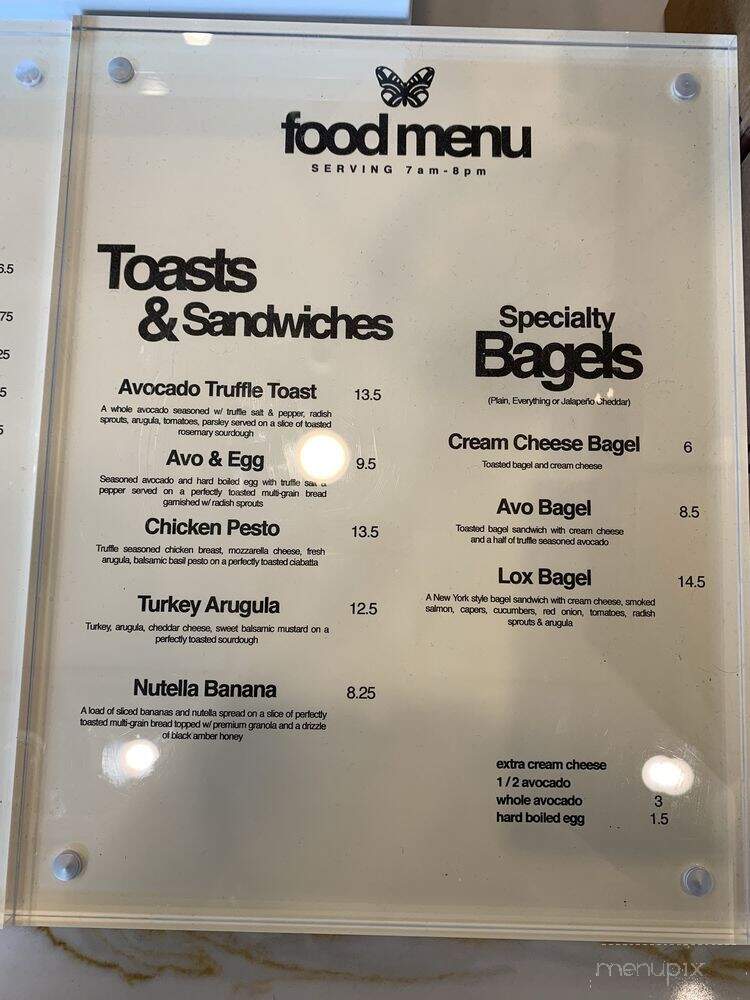 food menu
SERVING 7am-8pm
Toasts
& Sandwiches
Avocado Truffle Toast 13.5
A whole avocado seasoned w/ truffle salt & pepper, radish
sprouts, arugula, tomatoes, parsley served on a slice of toasted
rosemary sourdough
Avo & Egg 9.5
Seasoned avocado and hard boiled egg with truffle salt &
pepper served on a perfectly toasted multi-grain bread
garnished w/ radish sprouts
Chicken Pesto 13.5
Truffle seasoned chicken breast, mozzarella cheese, fresh
arugula, balsamic basil pesto on a perfectly toasted ciabatta
Turkey Arugula 12.5
Turkey, arugula, cheddar cheese, sweet balsamic mustard on a
perfectly toasted sourdough
Nutella Banana 8.25
A load of sliced bananas and nutella spread on a slice of perfectly
toasted multi-grain bread topped w/ premium granola and a drizzle
of black amber honey
Specialty
Bagels
(Plain, Everything or Jalapeño Cheddar)
Cream Cheese Bagel 6
Toasted bagel and cream cheese
Avo Bagel 8.5
Toasted bagel sandwich with cream cheese
and a half of truffle seasoned avocado
Lox Bagel 14.5
A New York style bagel sandwich with cream cheese, smoked
salmon, capers, cucumbers, red onion, tomatoes, radish
sprouts & arugula
extra cream cheese
1/2 avocado
whole avocado 3
hard boiled egg 1.5
menupix